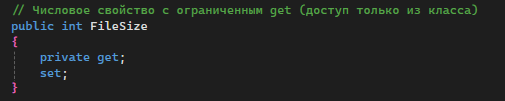 // Числовое свойство с ограниченным get (доступ только из класса)
public int FileSize
{
    private get;
    set;
}